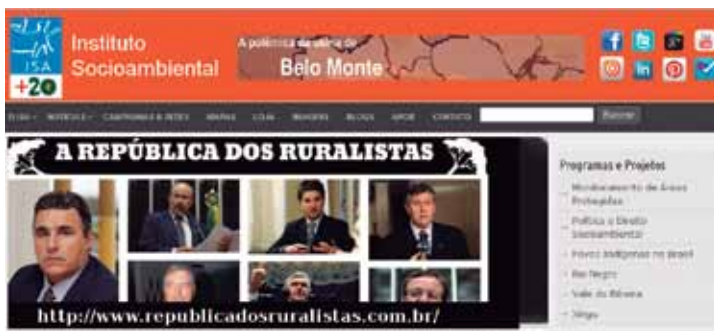 ISA
+20
Instituto
Socioambiental
A polêmica da usina de
Belo Monte
O ISA NOTÍCIAS CAMPANHAS E REDES MAPAS LOJA IMAGENS BLOGS APOIE CONTATO
Buscar
A REPÚBLICA DOS RURALISTAS
http://www.republicadosruralistas.com.br/
Programas e Projetos
Monitoramento de Áreas
Protegidas
Política e Direito
Socioambiental
Povos Indígenas no Brasil
Rio Negro
Vale do Ribeira
Xingu